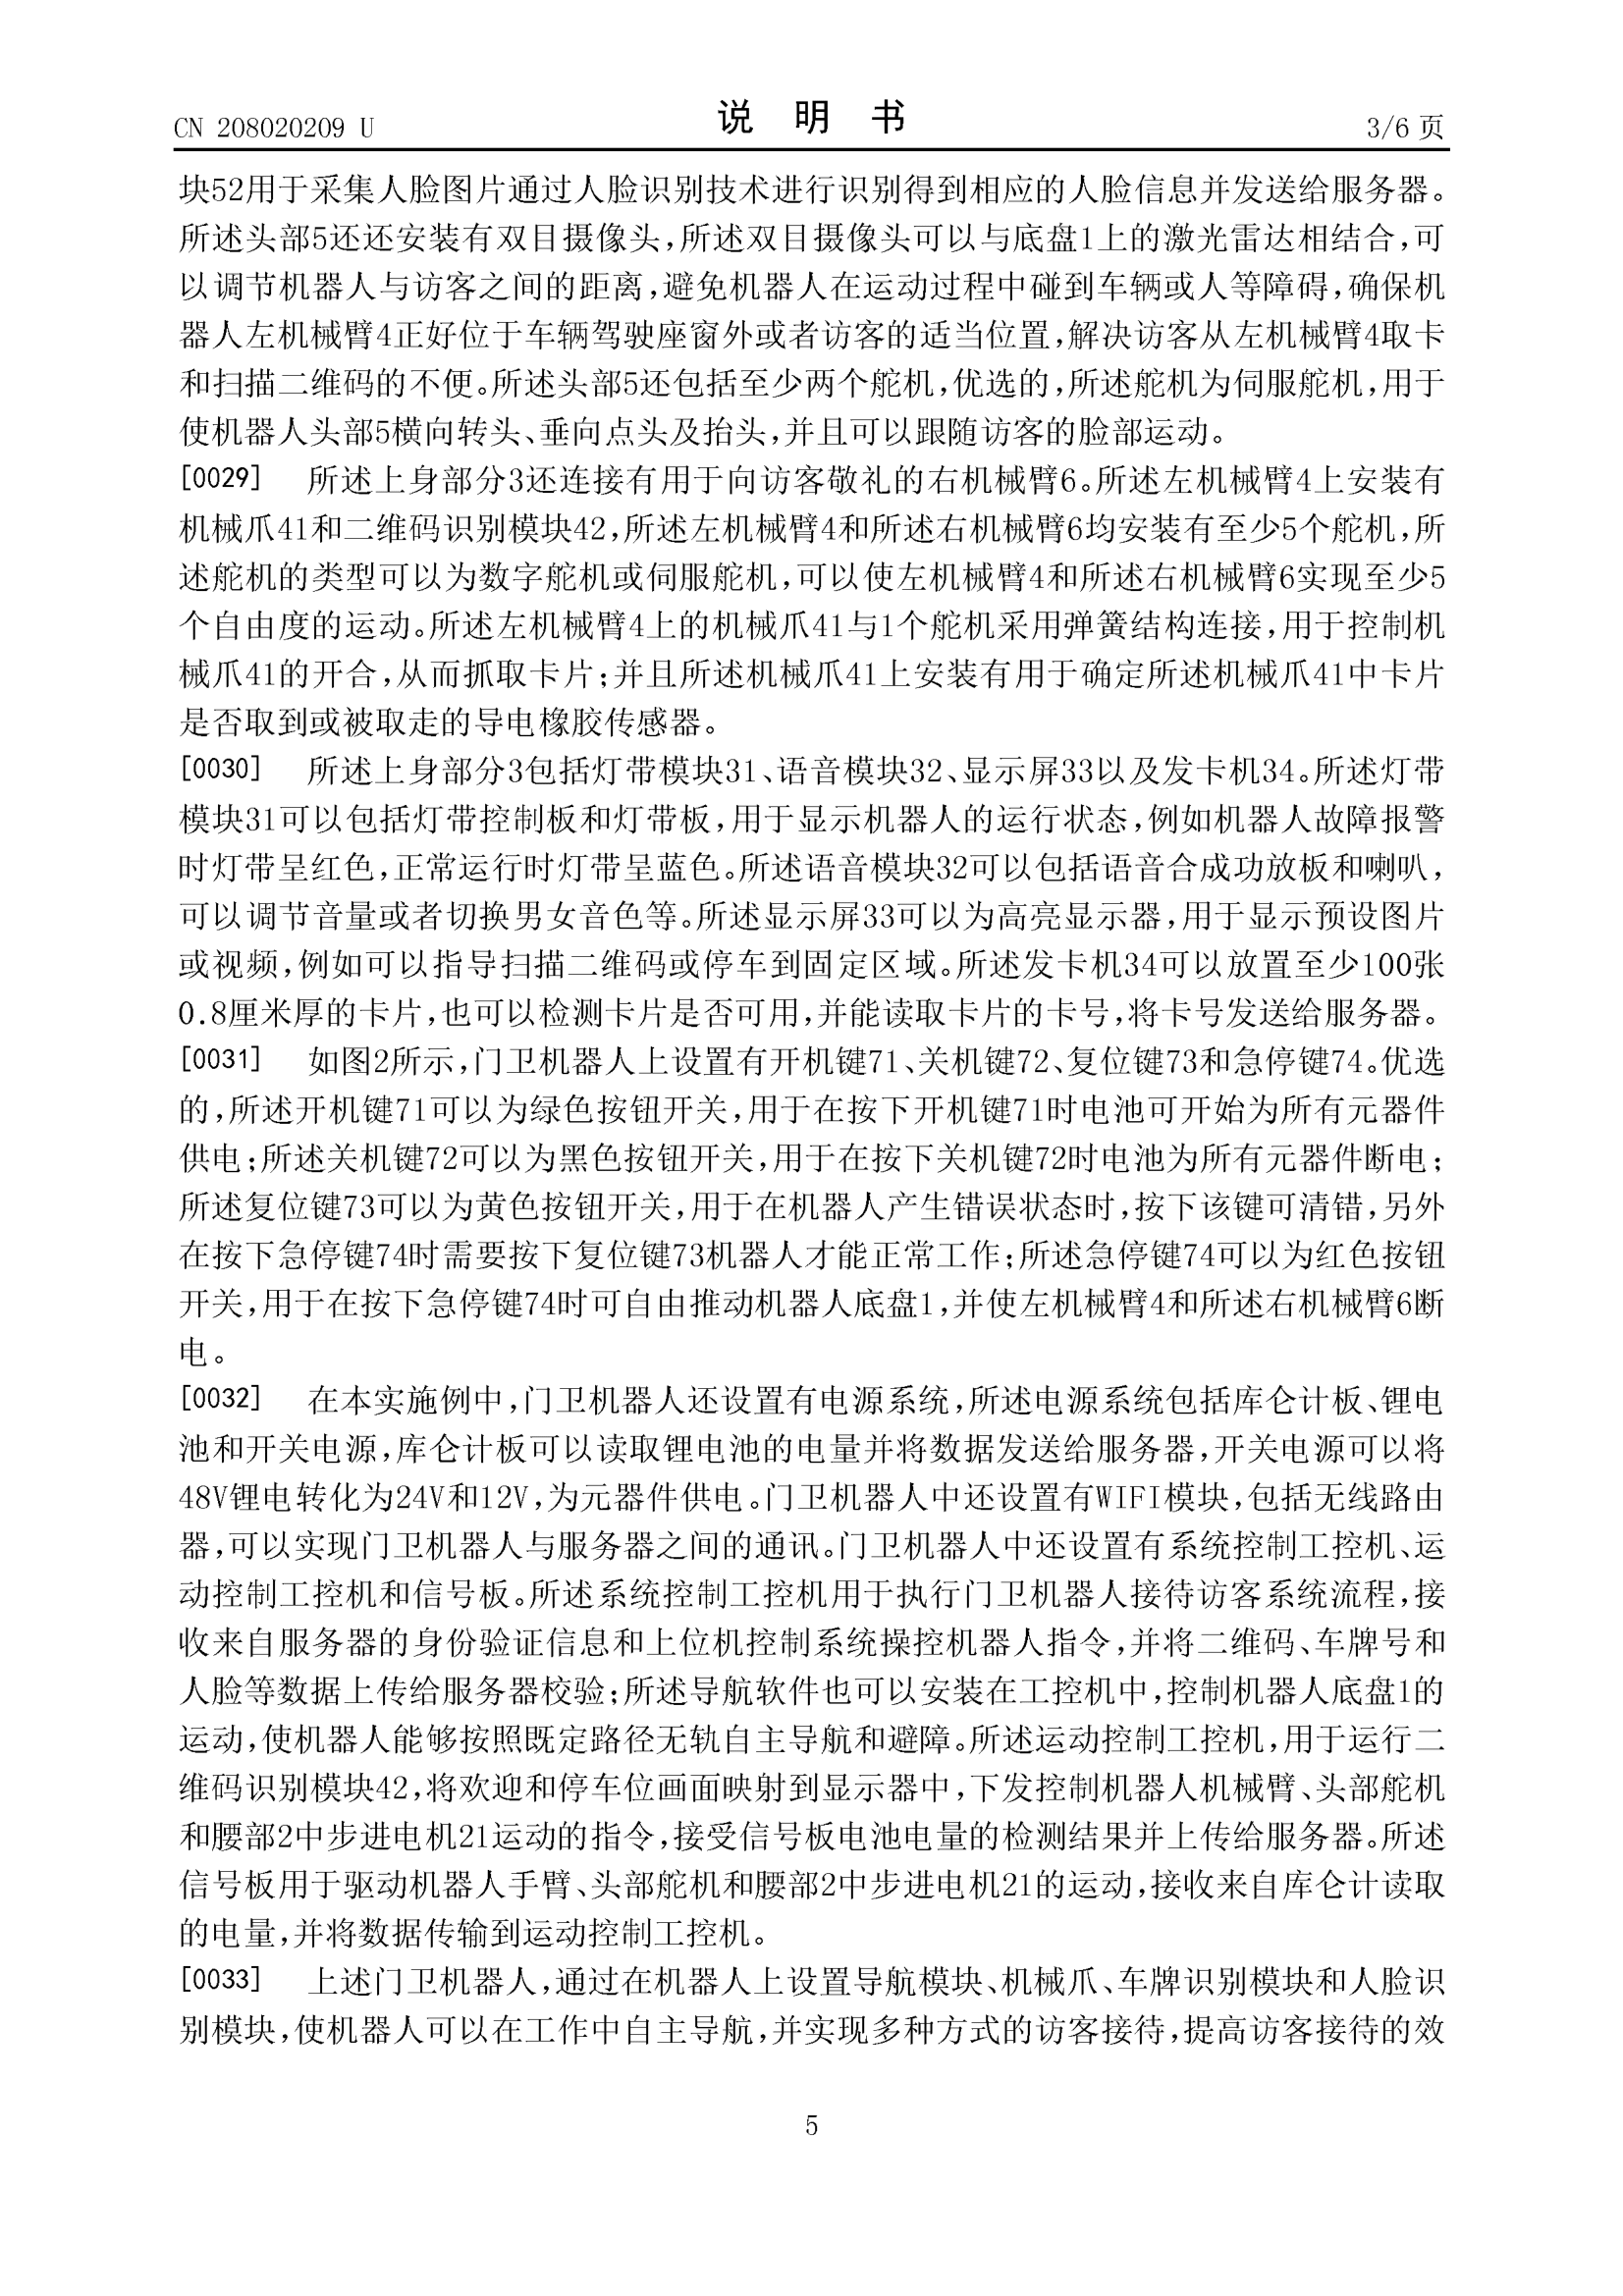 CN 208020209 U
说 明 书
3/6 页
块52用于采集人脸图片通过人脸识别技术进行识别得到相应的人脸信息并发送给服务器。
所述头部5还还安装有双目摄像头,所述双目摄像头可以与底盘1上的激光雷达相结合,可
以调节机器人与访客之间的距离,避免机器人在运动过程中碰到车辆或人等障碍,确保机
器人左机械臂4正好位于车辆驾驶座窗外或者访客的适当位置,解决访客从左机械臂4取卡
和扫描二维码的不便。所述头部5还包括至少两个舵机,优选的,所述舵机为伺服舵机,用于
使机器人头部5横向转头、垂向点头及抬头,并且可以跟随访客的脸部运动。
[0029] 所述上身部分3还连接有用于向访客敬礼的右机械臂6。所述左机械臂4上安装有
机械爪41和二维码识别模块42,所述左机械臂4和所述右机械臂6均安装有至少5个舵机,所
述舵机的类型可以为数字舵机或伺服舵机,可以使左机械臂4和所述右机械臂6实现至少5
个自由度的运动。所述左机械臂4上的机械爪41与1个舵机采用弹簧结构连接,用于控制机
械爪41的开合,从而抓取卡片;并且所述机械爪41上安装有用于确定所述机械爪41中卡片
是否取到或被取走的导电橡胶传感器。
[0030] 所述上身部分3包括灯带模块31、语音模块32、显示屏33以及发卡机34。所述灯带
模块31可以包括灯带控制板和灯带板,用于显示机器人的运行状态,例如机器人故障报警
时灯带呈红色,正常运行时灯带呈蓝色。所述语音模块32可以包括语音合成功放板和喇叭,
可以调节音量或者切换男女音色等。所述显示屏33可以为高亮显示器,用于显示预设图片
或视频,例如可以指导扫描二维码或停车到固定区域。所述发卡机34可以放置至少100张
0.8厘米厚的卡片,也可以检测卡片是否可用,并能读取卡片的卡号,将卡号发送给服务器。
[0031] 如图2所示,门卫机器人上设置有开机键71、关机键72、复位键73和急停键74。优选
的,所述开机键71可以为绿色按钮开关,用于在按下开机键71时电池可开始为所有元器件
供电;所述关机键72可以为黑色按钮开关,用于在按下关机键72时电池为所有元器件断电;
所述复位键73可以为黄色按钮开关,用于在机器人产生错误状态时,按下该键可清错,另外
在按下急停键74时需要按下复位键73机器人才能正常工作;所述急停键74可以为红色按钮
开关,用于在按下急停键74时可自由推动机器人底盘1,并使左机械臂4和所述右机械臂6断
电。
[0032] 在本实施例中,门卫机器人还设置有电源系统,所述电源系统包括库仑计板、锂电
池和开关电源,库仑计板可以读取锂电池的电量并将数据发送给服务器,开关电源可以将
48V锂电转化为24V和12V,为元器件供电。门卫机器人中还设置有WIFI模块,包括无线路由
器,可以实现门卫机器人与服务器之间的通讯。门卫机器人中还设置有系统控制工控机、运
动控制工控机和信号板。所述系统控制工控机用于执行门卫机器人接待访客系统流程,接
收来自服务器的身份验证信息和上位机控制系统操控机器人指令,并将二维码、车牌号和
人脸等数据上传给服务器校验;所述导航软件也可以安装在工控机中,控制机器人底盘1的
运动,使机器人能够按照既定路径无轨自主导航和避障。所述运动控制工控机,用于运行二
维码识别模块42,将欢迎和停车位画面映射到显示器中,下发控制机器人机械臂、头部舵机
和腰部2中步进电机21运动的指令,接受信号板电池电量的检测结果并上传给服务器。所述
信号板用于驱动机器人手臂、头部舵机和腰部2中步进电机21的运动,接收来自库仑计读取
的电量,并将数据传输到运动控制工控机。
[0033] 上述门卫机器人,通过在机器人上设置导航模块、机械爪、车牌识别模块和人脸识
别模块,使机器人可以在工作中自主导航,并实现多种方式的访客接待,提高访客接待的效
5